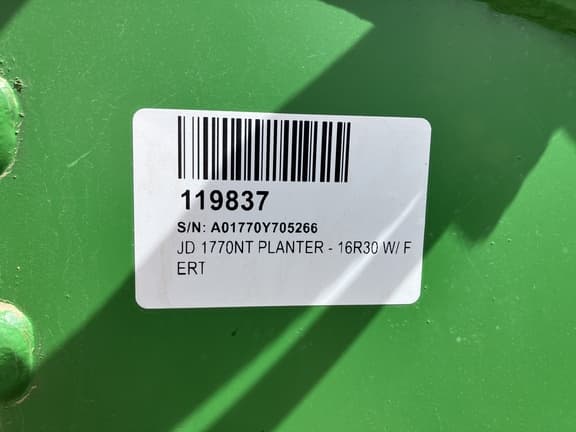 119837
S/N: A01770Y705266
JD 1770NT PLANTER - 16R30 W/ F
ERT